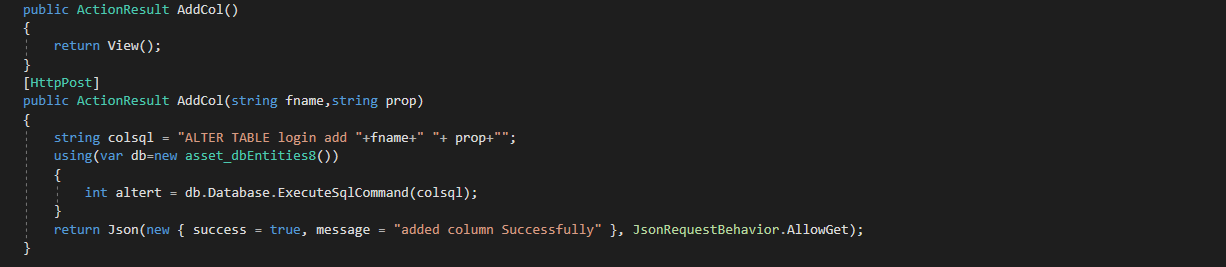 public ActionResult AddCol()
{
    return View();
}
[HttpPost]
public ActionResult AddCol(string fname,string prop)
{
    string colsql = "ALTER TABLE login add "+fname+" "+ prop+"";
    using(var db=new asset_dbEntities8())
    {
        int altert = db.Database.ExecuteSqlCommand(colsql);
    }
    return Json(new { success = true, message = "added column Successfully" }, JsonRequestBehavior.AllowGet);
}